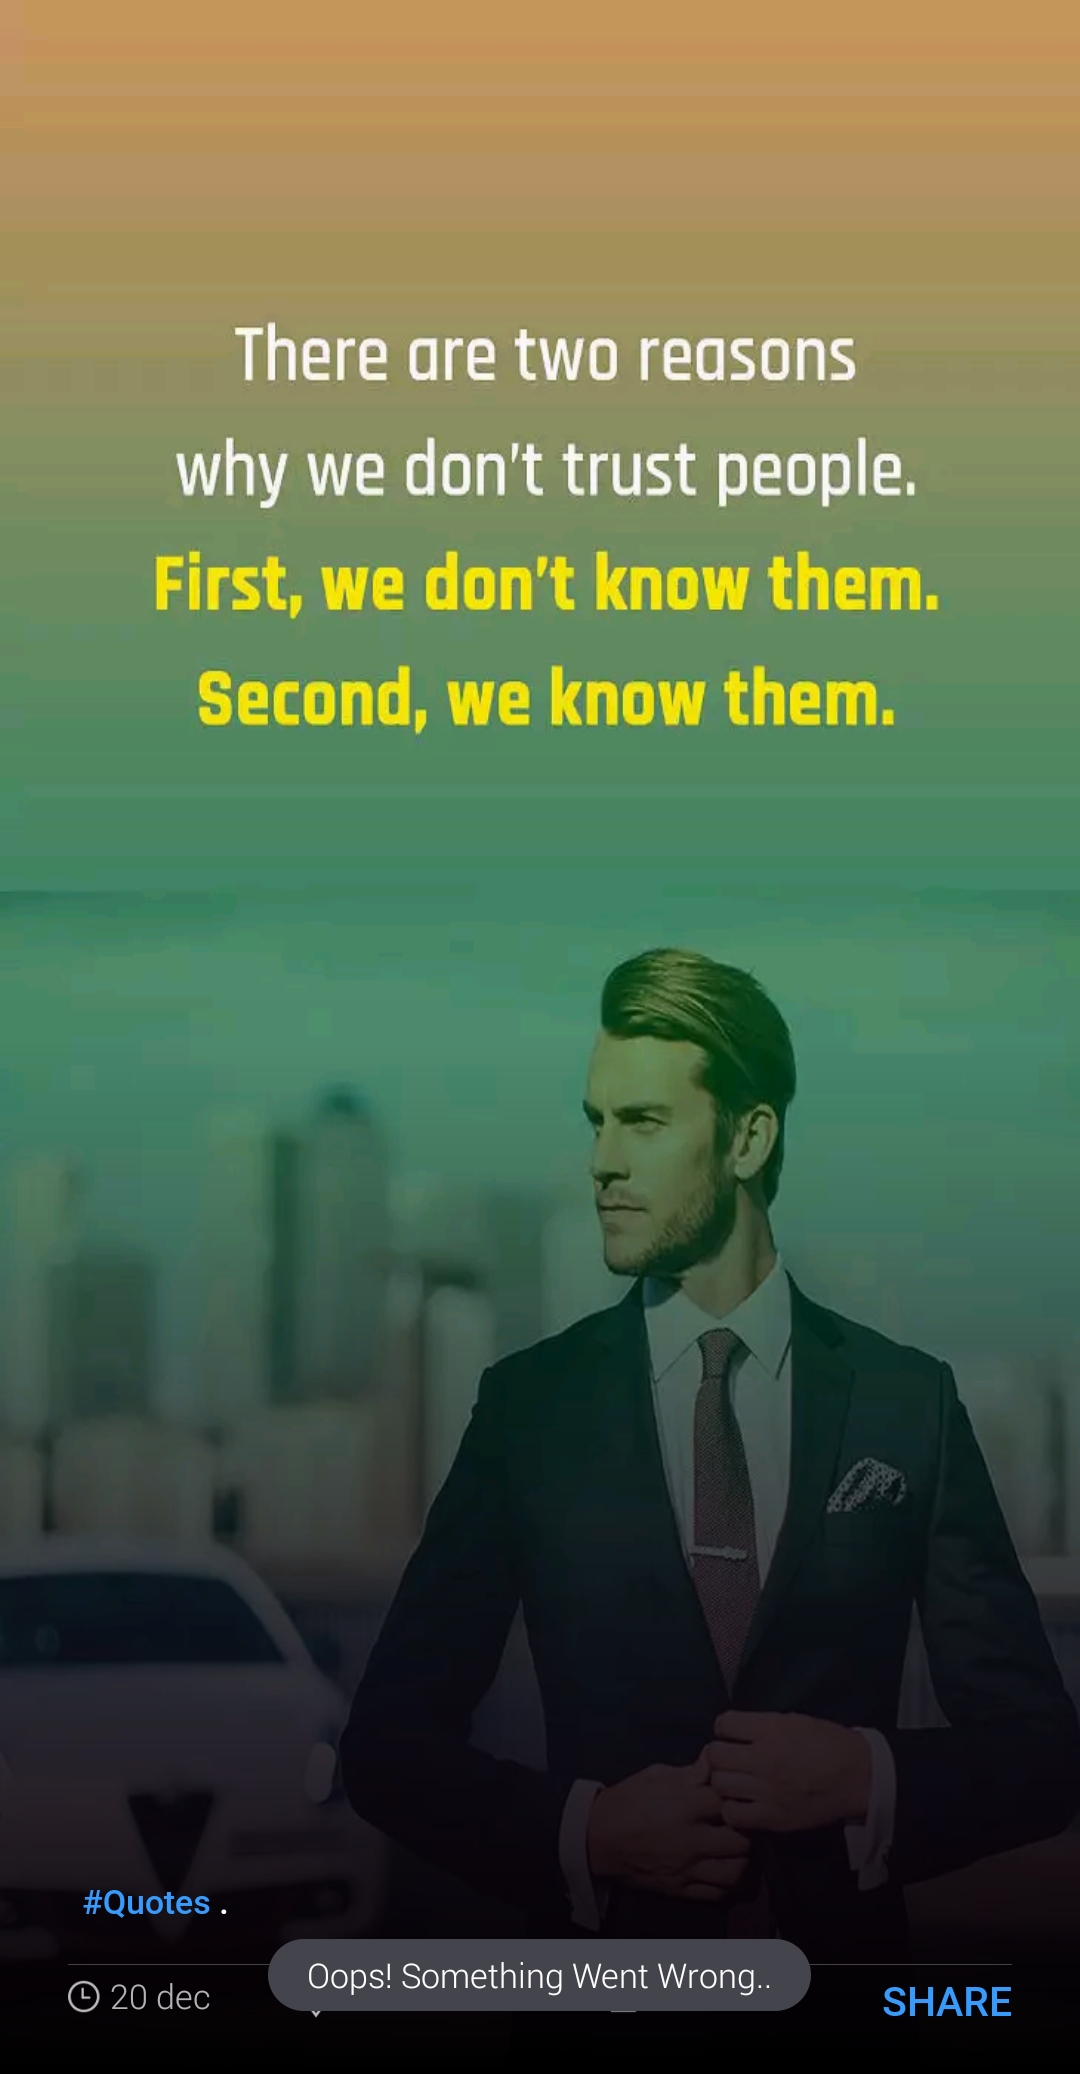 There are two reasons
why we don't trust people.
First, we don't know them.
Second, we know them.
#Quotes .
Oops! Something Went Wrong..
20 dec
SHARE